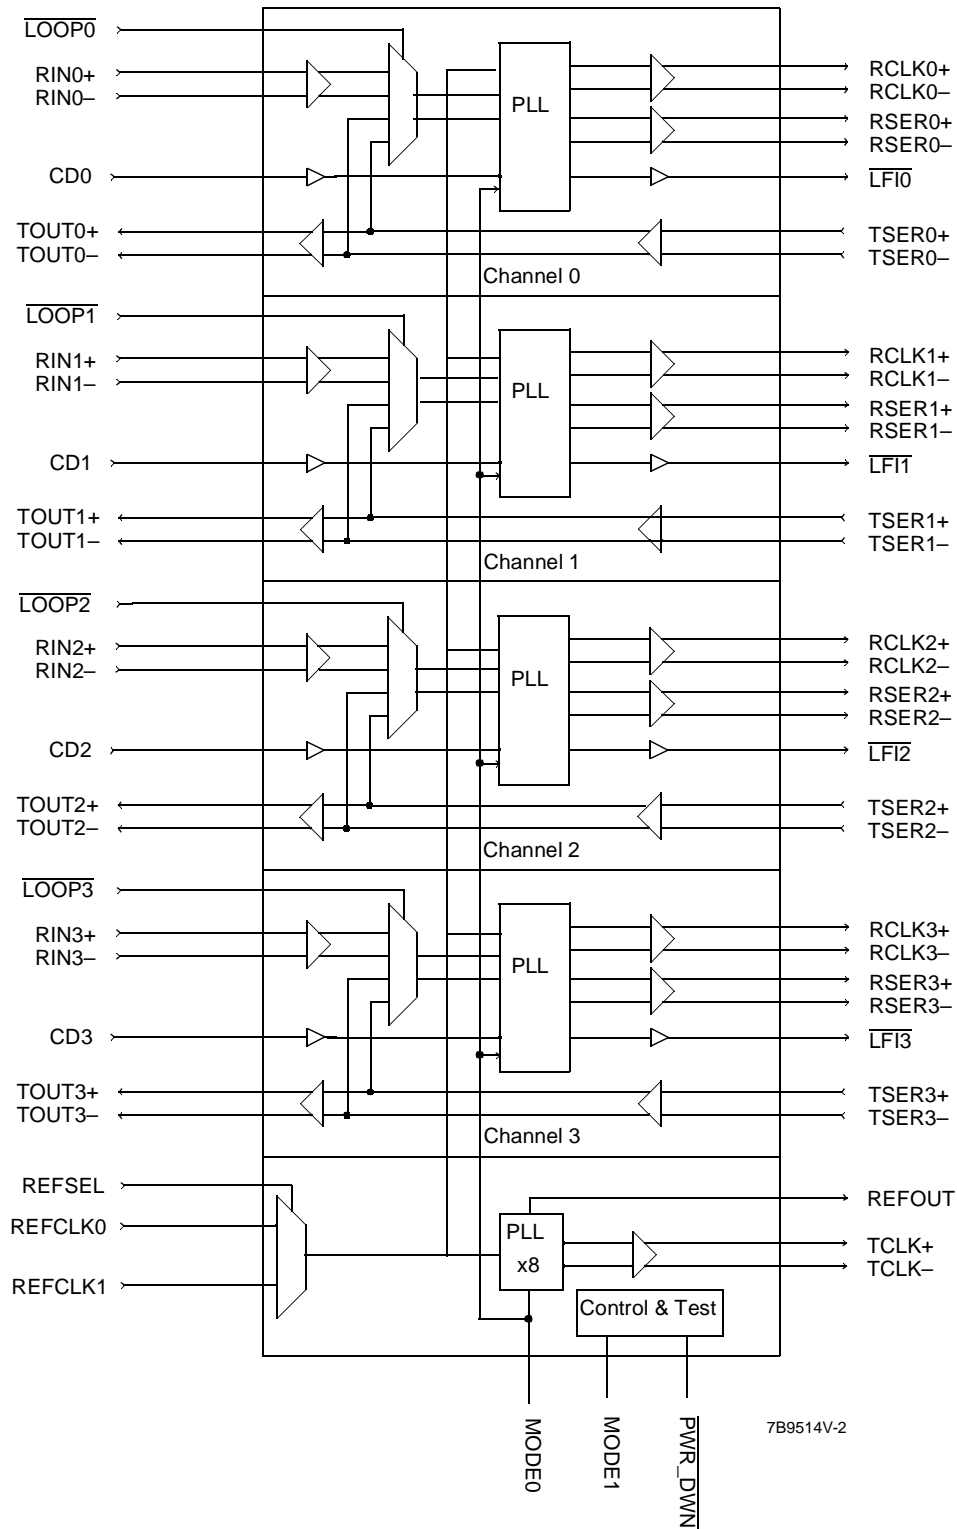 LOOP0
RIN0+
RIN0–
PLL
RCLK0+
RCLK0–
RSER0+
RSER0–
CD0
LFI0
TOUT0+
TOUT0–
TSER0+
TSER0–
Channel 0
LOOP1
RIN1+
RIN1–
PLL
RCLK1+
RCLK1–
RSER1+
RSER1–
CD1
LFI1
TOUT1+
TOUT1–
TSER1+
TSER1–
Channel 1
LOOP2
RIN2+
RIN2–
PLL
RCLK2+
RCLK2–
RSER2+
RSER2–
CD2
LFI2
TOUT2+
TOUT2–
TSER2+
TSER2–
Channel 2
LOOP3
RIN3+
RIN3–
PLL
RCLK3+
RCLK3–
RSER3+
RSER3–
CD3
LFI3
TOUT3+
TOUT3–
TSER3+
TSER3–
Channel 3
REFSEL
REFCLK0
REFCLK1
PLL
x8
REFOUT
TCLK+
TCLK–
Control & Test
MODE0
MODE1
PWR_DWN
7B9514V-2